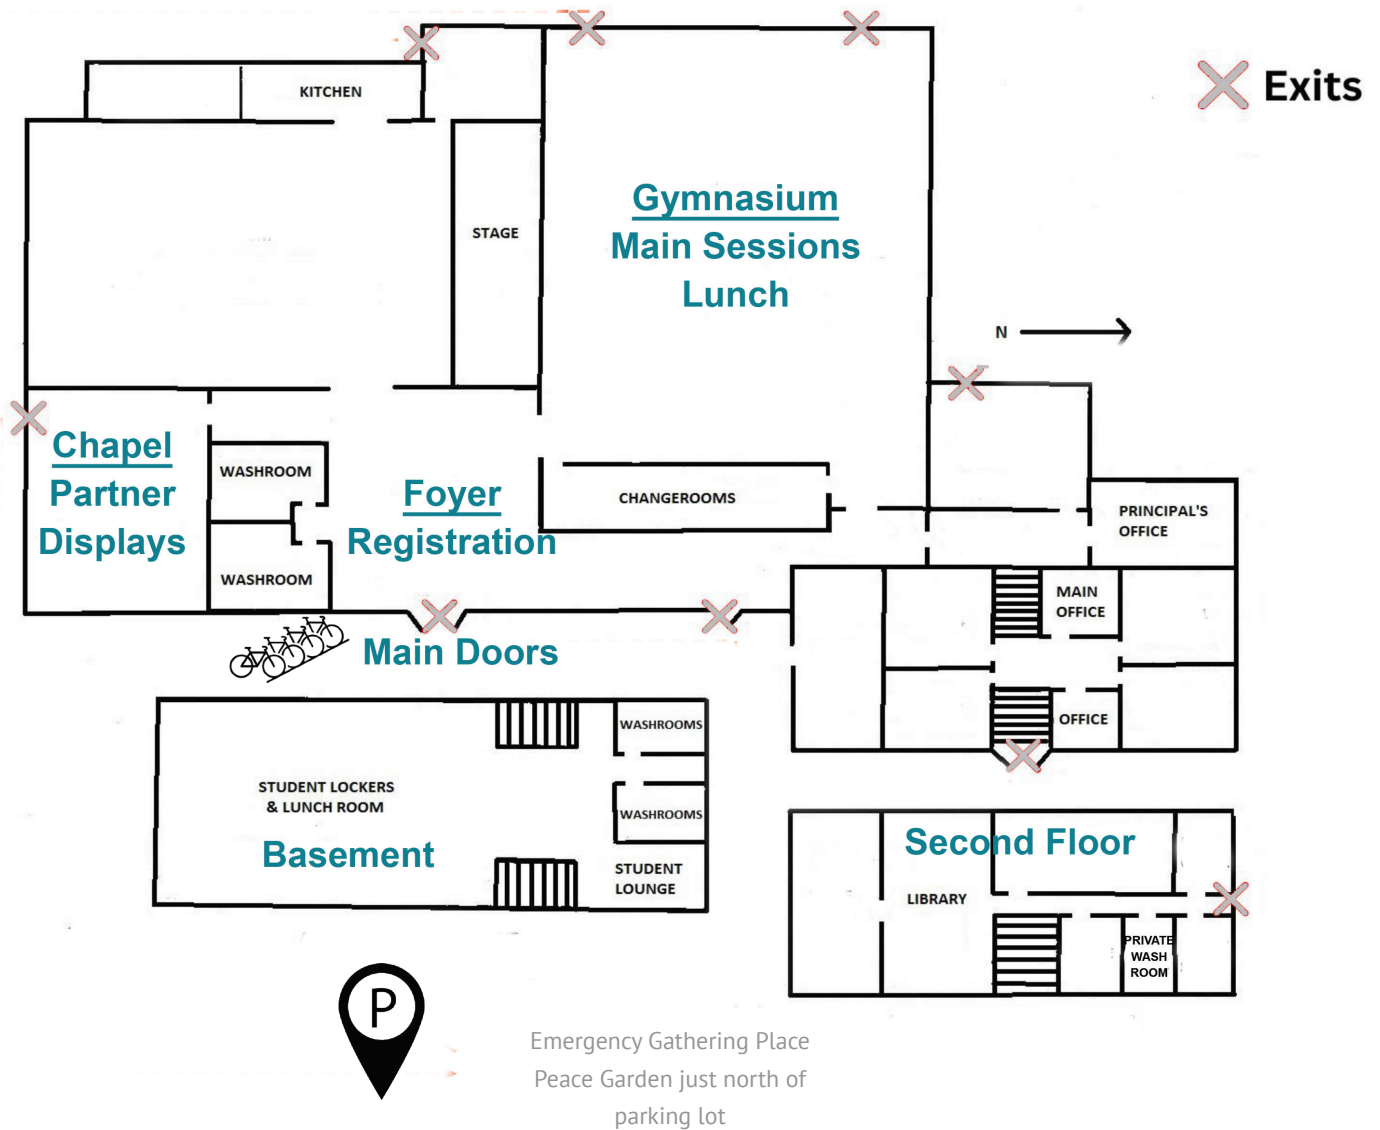 Exits
KITCHEN
STAGE
Gymnasium
Main Sessions
Lunch
N
Chapel
Partner
Displays
WASHROOM
WASHROOM
Foyer
Registration
CHANGEROOMS
PRINCIPAL'S
OFFICE
MAIN
OFFICE
OFFICE
Main Doors
WASHROOMS
WASHROOMS
STUDENT LOCKERS
& LUNCH ROOM
Basement
STUDENT
LOUNGE
Second Floor
LIBRARY
PRIVATE
WASH
ROOM
P
Emergency Gathering Place
Peace Garden just north of
parking lot